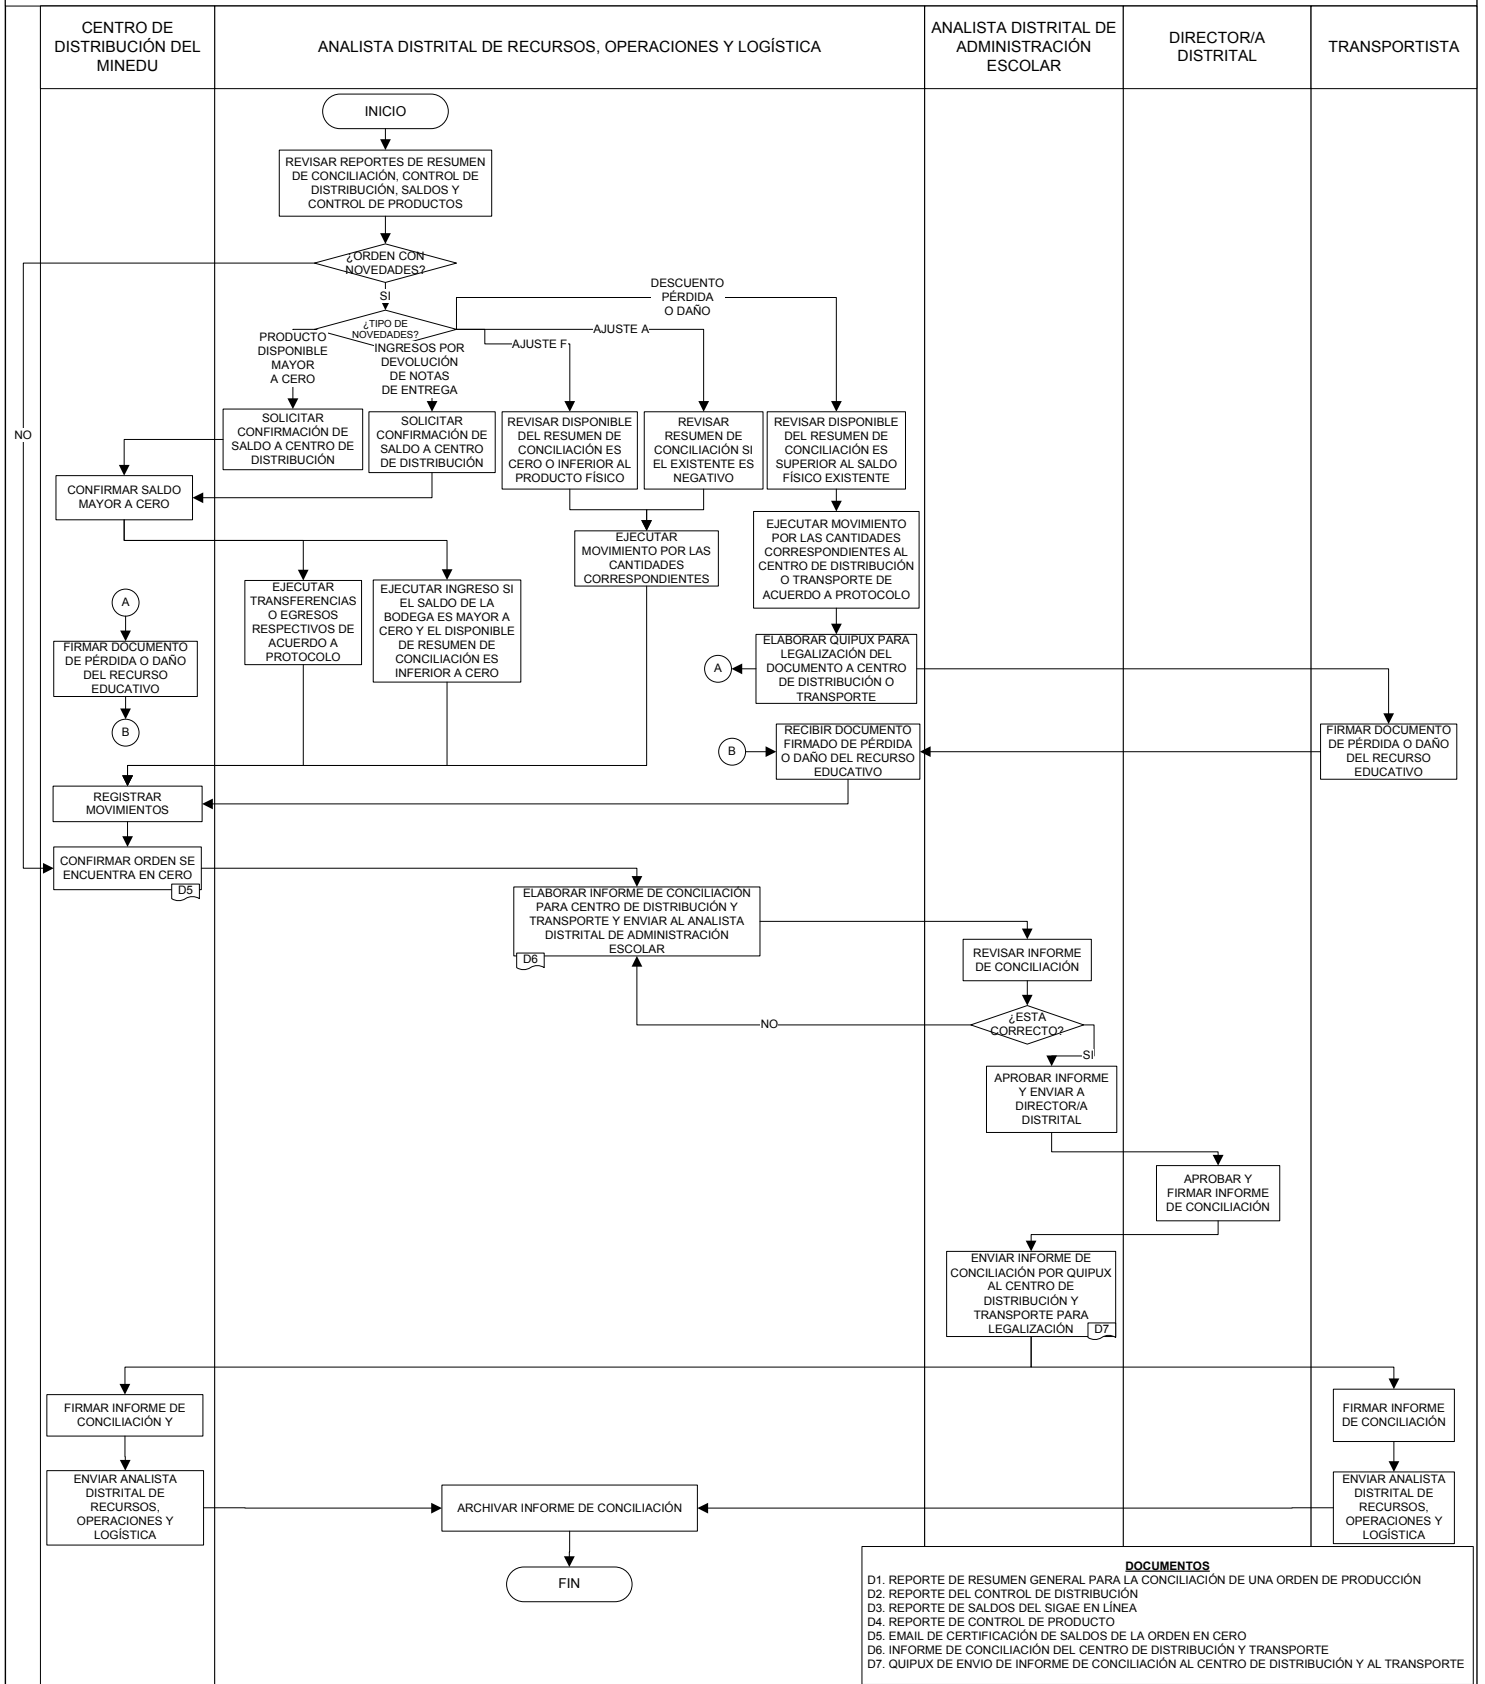 CENTRO DE
DISTRIBUCIÓN DEL
MINEDU
ANALISTA DISTRITAL DE RECURSOS, OPERACIONES Y LOGÍSTICA
ANALISTA DISTRITAL DE
ADMINISTRACIÓN
ESCOLAR
DIRECTOR/A
DISTRITAL
TRANSPORTISTA
INICIO
REVISAR REPORTES DE RESUMEN
DE CONCILIACIÓN, CONTROL DE
DISTRIBUCIÓN, SALDOS Y
CONTROL DE PRODUCTOS
¿ORDEN CON
NOVEDADES?
SI
NO
¿TIPO DE
NOVEDADES?
PRODUCTO
DISPONIBLE
MAYOR
A CERO
INGRESOS POR
DEVOLUCIÓN
DE NOTAS
DE ENTREGA
AJUSTE F
AJUSTE A
DESCUENTO
PÉRDIDA
O DAÑO
SOLICITAR
CONFIRMACIÓN DE
SALDO A CENTRO DE
DISTRIBUCIÓN
SOLICITAR
CONFIRMACIÓN DE
SALDO A CENTRO
DE DISTRIBUCIÓN
REVISAR DISPONIBLE
DEL RESUMEN DE
CONCILIACIÓN ES
CERO O INFERIOR AL
PRODUCTO FÍSICO
REVISAR
RESUMEN DE
CONCILIACIÓN SI
EL EXISTENTE ES
NEGATIVO
REVISAR DISPONIBLE
DEL RESUMEN DE
CONCILIACIÓN ES
SUPERIOR AL SALDO
FÍSICO EXISTENTE
CONFIRMAR SALDO
MAYOR A CERO
EJECUTAR
MOVIMIENTO POR LAS
CANTIDADES
CORRESPONDIENTES
EJECUTAR MOVIMIENTO
POR LAS CANTIDADES
CORRESPONDIENTES AL
CENTRO DE DISTRIBUCIÓN
O TRANSPORTE DE
ACUERDO A PROTOCOLO
EJECUTAR
TRANSFERENCIAS
O EGRESOS
RESPECTIVOS DE
ACUERDO A
PROTOCOLO
EJECUTAR INGRESO SI
EL SALDO DE LA
BODEGA ES MAYOR A
CERO Y EL DISPONIBLE
DE RESUMEN DE
CONCILIACIÓN ES
INFERIOR A CERO
A
FIRMAR DOCUMENTO
DE PÉRDIDA O DAÑO
DEL RECURSO
EDUCATIVO
B
A
ELABORAR QUIPUX PARA
LEGALIZACIÓN DEL
DOCUMENTO A CENTRO
DE DISTRIBUCIÓN O
TRANSPORTE
B
RECIBIR DOCUMENTO
FIRMADO DE PÉRDIDA
O DAÑO DEL RECURSO
EDUCATIVO
FIRMAR DOCUMENTO
DE PÉRDIDA O DAÑO
DEL RECURSO
EDUCATIVO
REGISTRAR
MOVIMIENTOS
CONFIRMAR ORDEN SE
ENCUENTRA EN CERO
D5
ELABORAR INFORME DE CONCILIACIÓN
PARA CENTRO DE DISTRIBUCIÓN Y
TRANSPORTE Y ENVIAR AL ANALISTA
DISTRITAL DE ADMINISTRACIÓN
ESCOLAR
D6
REVISAR INFORME
DE CONCILIACIÓN
¿ESTÁ
CORRECTO?
NO
SI
APROBAR INFORME
Y ENVIAR A
DIRECTOR/A
DISTRITAL
APROBAR Y
FIRMAR INFORME
DE CONCILIACIÓN
ENVIAR INFORME DE
CONCILIACIÓN POR QUIPUX
AL CENTRO DE
DISTRIBUCIÓN Y
TRANSPORTE PARA
LEGALIZACIÓN
D7
FIRMAR INFORME DE
CONCILIACIÓN Y
FIRMAR INFORME
DE CONCILIACIÓN
ENVIAR ANALISTA
DISTRITAL DE
RECURSOS,
OPERACIONES Y
LOGÍSTICA
ARCHIVAR INFORME DE CONCILIACIÓN
ENVIAR ANALISTA
DISTRITAL DE
RECURSOS,
OPERACIONES Y
LOGÍSTICA
FIN
DOCUMENTOS
D1. REPORTE DE RESUMEN GENERAL PARA LA CONCILIACIÓN DE UNA ORDEN DE PRODUCCIÓN
D2. REPORTE DEL CONTROL DE DISTRIBUCIÓN
D3. REPORTE DE SALDOS DEL SIGAE EN LÍNEA
D4. REPORTE DE CONTROL DE PRODUCTO
D5. EMAIL DE CERTIFICACIÓN DE SALDOS DE LA ORDEN EN CERO
D6. INFORME DE CONCILIACIÓN DEL CENTRO DE DISTRIBUCIÓN Y TRANSPORTE
D7. QUIPUX DE ENVIO DE INFORME DE CONCILIACIÓN AL CENTRO DE DISTRIBUCIÓN Y AL TRANSPORTE